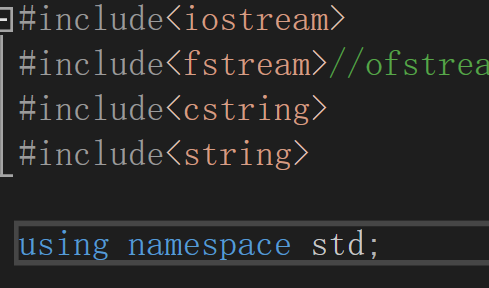 #include<iostream>
#include<fstream>//ofstrea
#include<cstring>
#include<string>
using namespace std;